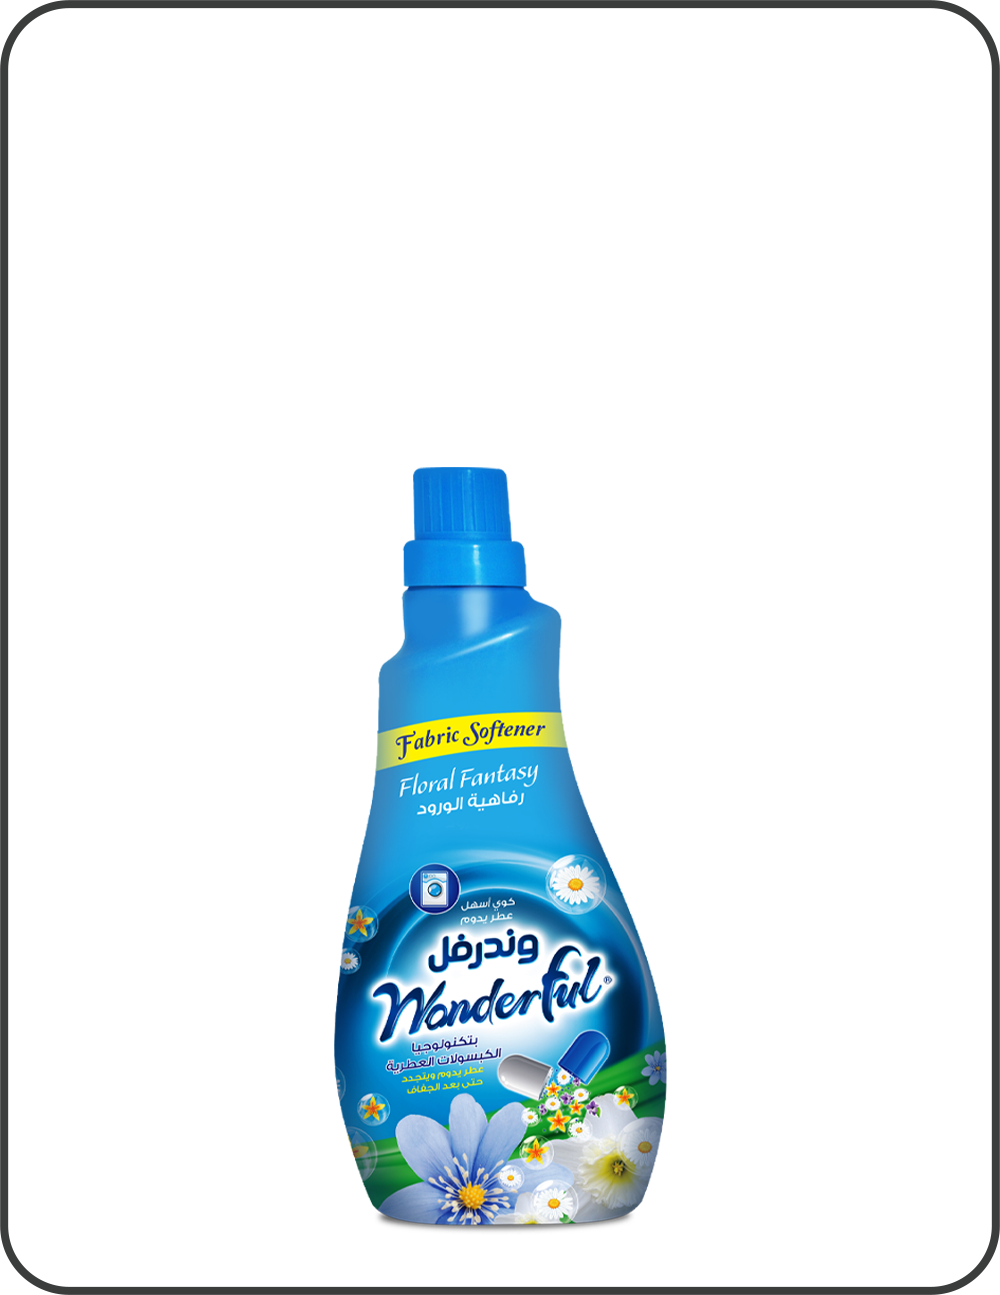 Fabric Softener
Floral Fantasy
رفاهية الورود
كوي أسهل
عطر يدوم
وندرفل
Wonderful®
بتكنولوجيا
الكبسولات العطرية
عطر يدوم ويتجدد
حتى بعد الجفاف